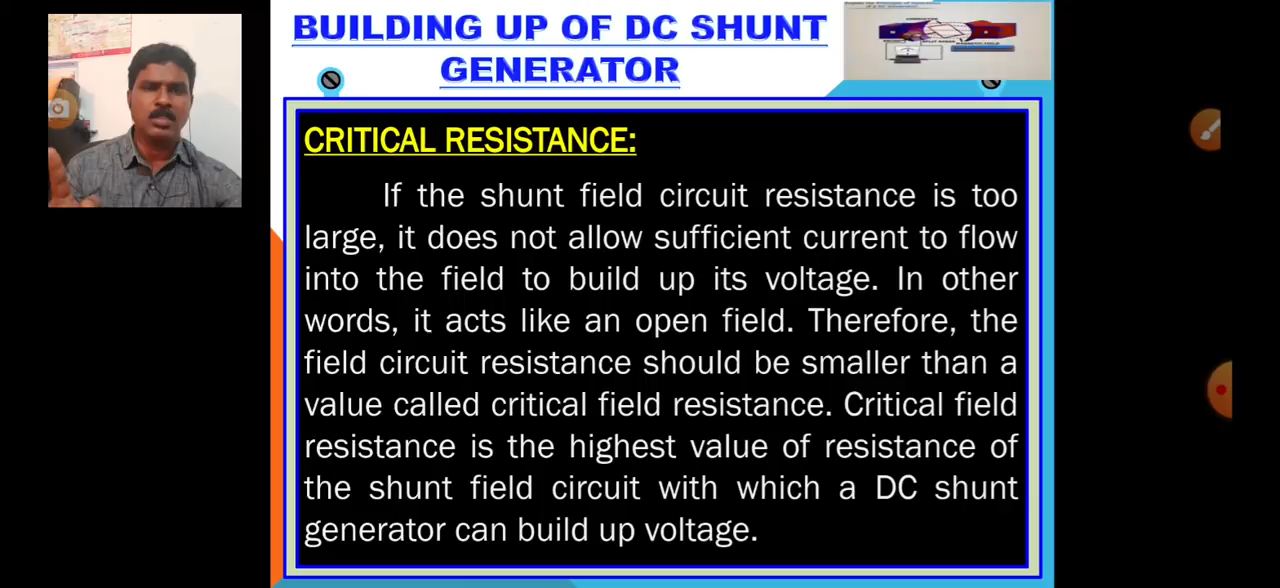 BUILDING UP OF DC SHUNT
GENERATOR
CRITICAL RESISTANCE:
If the shunt field circuit resistance is too
large, it does not allow sufficient current to flow
into the field to build up its voltage. In other
words, it acts like an open field. Therefore, the
field circuit resistance should be smaller than a
value called critical field resistance. Critical field
resistance is the highest value of resistance of
the shunt field circuit with which a DC shunt
generator can build up voltage.